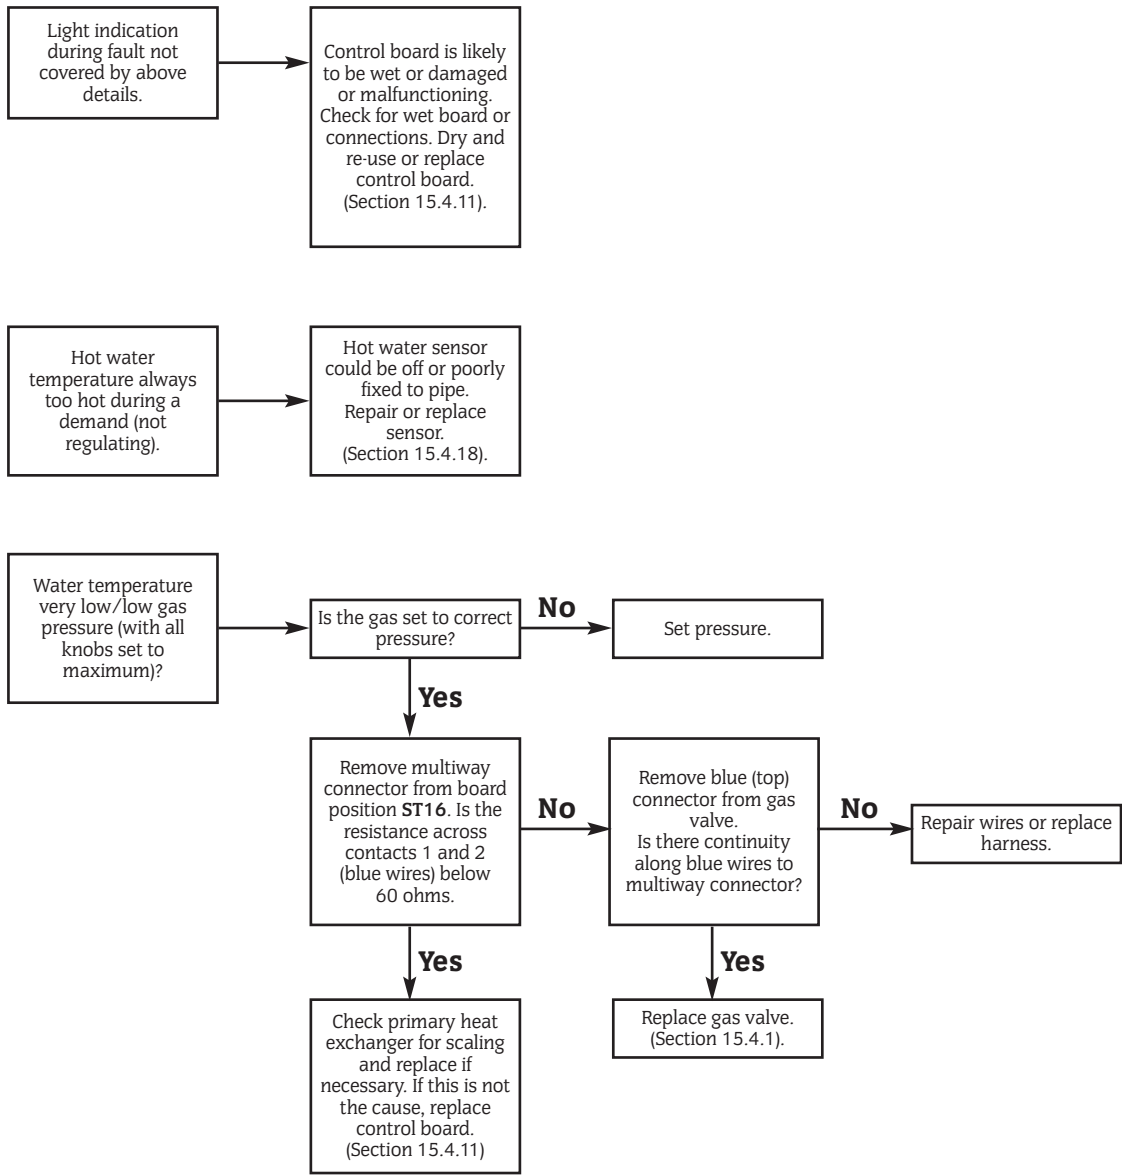 Light indication
during fault not
covered by above
details.
Control board is likely
to be wet or damaged
or malfunctioning.
Check for wet board or
connections. Dry and
re-use or replace
control board.
(Section 15.4.11).
Hot water
temperature always
too hot during a
demand (not
regulating).
Hot water sensor
could be off or poorly
fixed to pipe.
Repair or replace
sensor.
(Section 15.4.18).
Water temperature
very low/low gas
pressure (with all
knobs set to
maximum)?
Is the gas set to correct
pressure?
No
Set pressure.
Yes
Remove multiway
connector from board
position ST16. Is the
resistance across
contacts 1 and 2
(blue wires) below
60 ohms.
No
Remove blue (top)
connector from gas
valve.
Is there continuity
along blue wires to
multiway connector?
No
Repair wires or replace
harness.
Yes
Yes
Check primary heat
exchanger for scaling
and replace if
necessary. If this is not
the cause, replace
control board.
(Section 15.4.11)
Replace gas valve.
(Section 15.4.1).